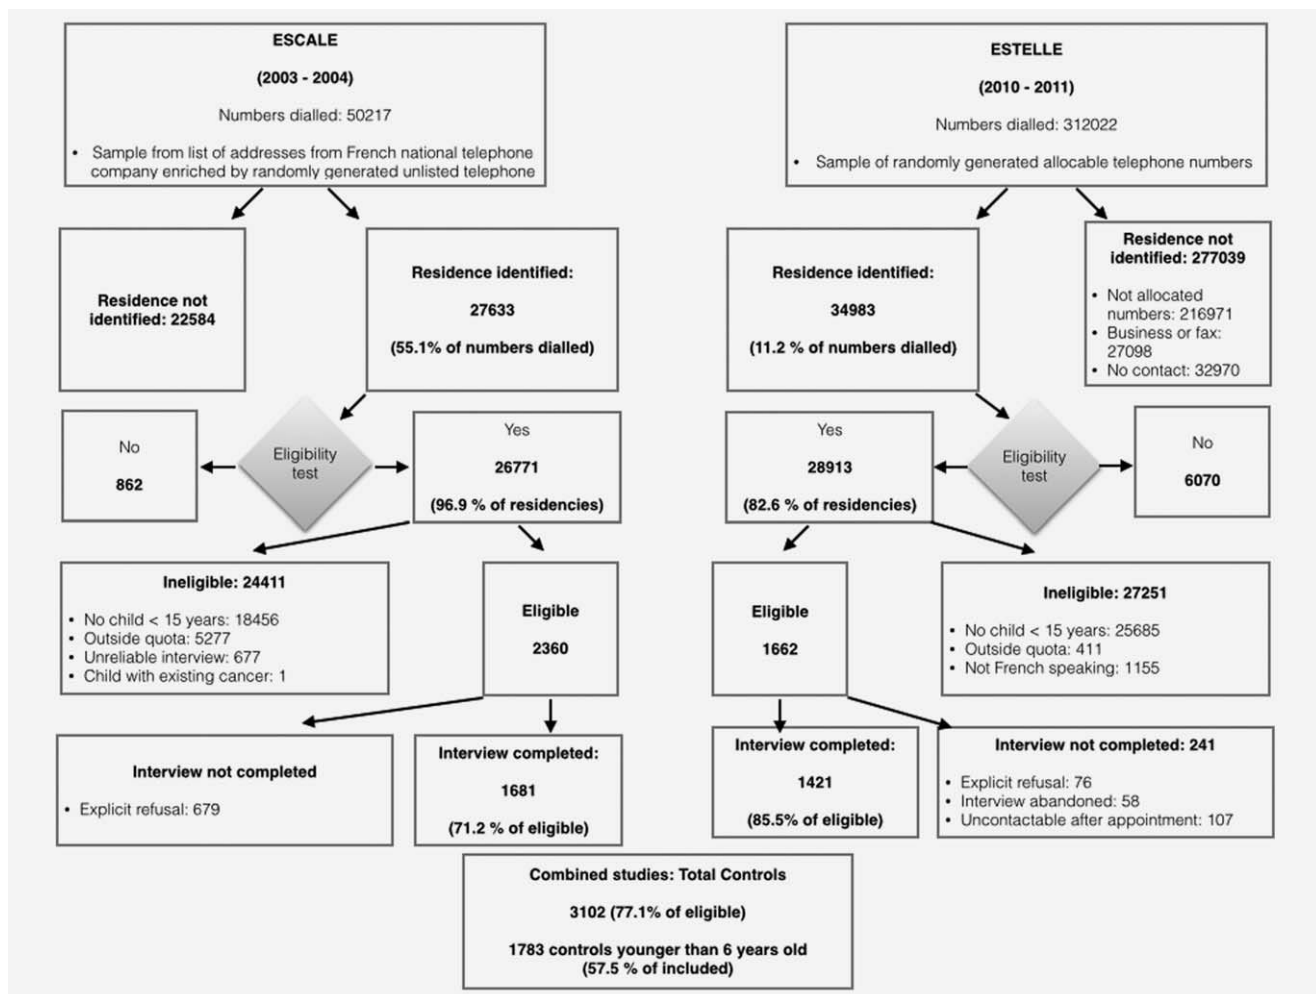 ESCALE
(2003 - 2004)
Numbers dialled: 50217
• Sample from list of addresses from French national telephone
company enriched by randomly generated unlisted telephone
ESTELLE
(2010 - 2011)
Numbers dialled: 312022
• Sample of randomly generated allocable telephone numbers
Residence not
identified: 22584
Residence identified:
27633
(55.1% of numbers dialled)
Residence identified:
34983
(11.2 % of numbers dialled)
Residence not
identified: 277039
• Not allocated
numbers: 216971
• Business or fax:
27098
• No contact: 32970
No
862
Eligibility
test
Yes
26771
(96.9 % of residencies)
Yes
28913
(82.6 % of residencies)
Eligibility
test
No
6070
Ineligible: 24411
• No child < 15 years: 18456
• Outside quota: 5277
• Unreliable interview: 677
• Child with existing cancer: 1
Eligible
2360
Eligible
1662
Ineligible: 27251
• No child < 15 years: 25685
• Outside quota: 411
• Not French speaking: 1155
Interview not completed
• Explicit refusal: 679
Interview completed:
1681
(71.2 % of eligible)
Interview completed:
1421
(85.5% of eligible)
Interview not completed: 241
• Explicit refusal: 76
• Interview abandoned: 58
• Uncontactable after appointment: 107
Combined studies: Total Controls
3102 (77.1% of eligible)
1783 controls younger than 6 years old
(57.5 % of included)